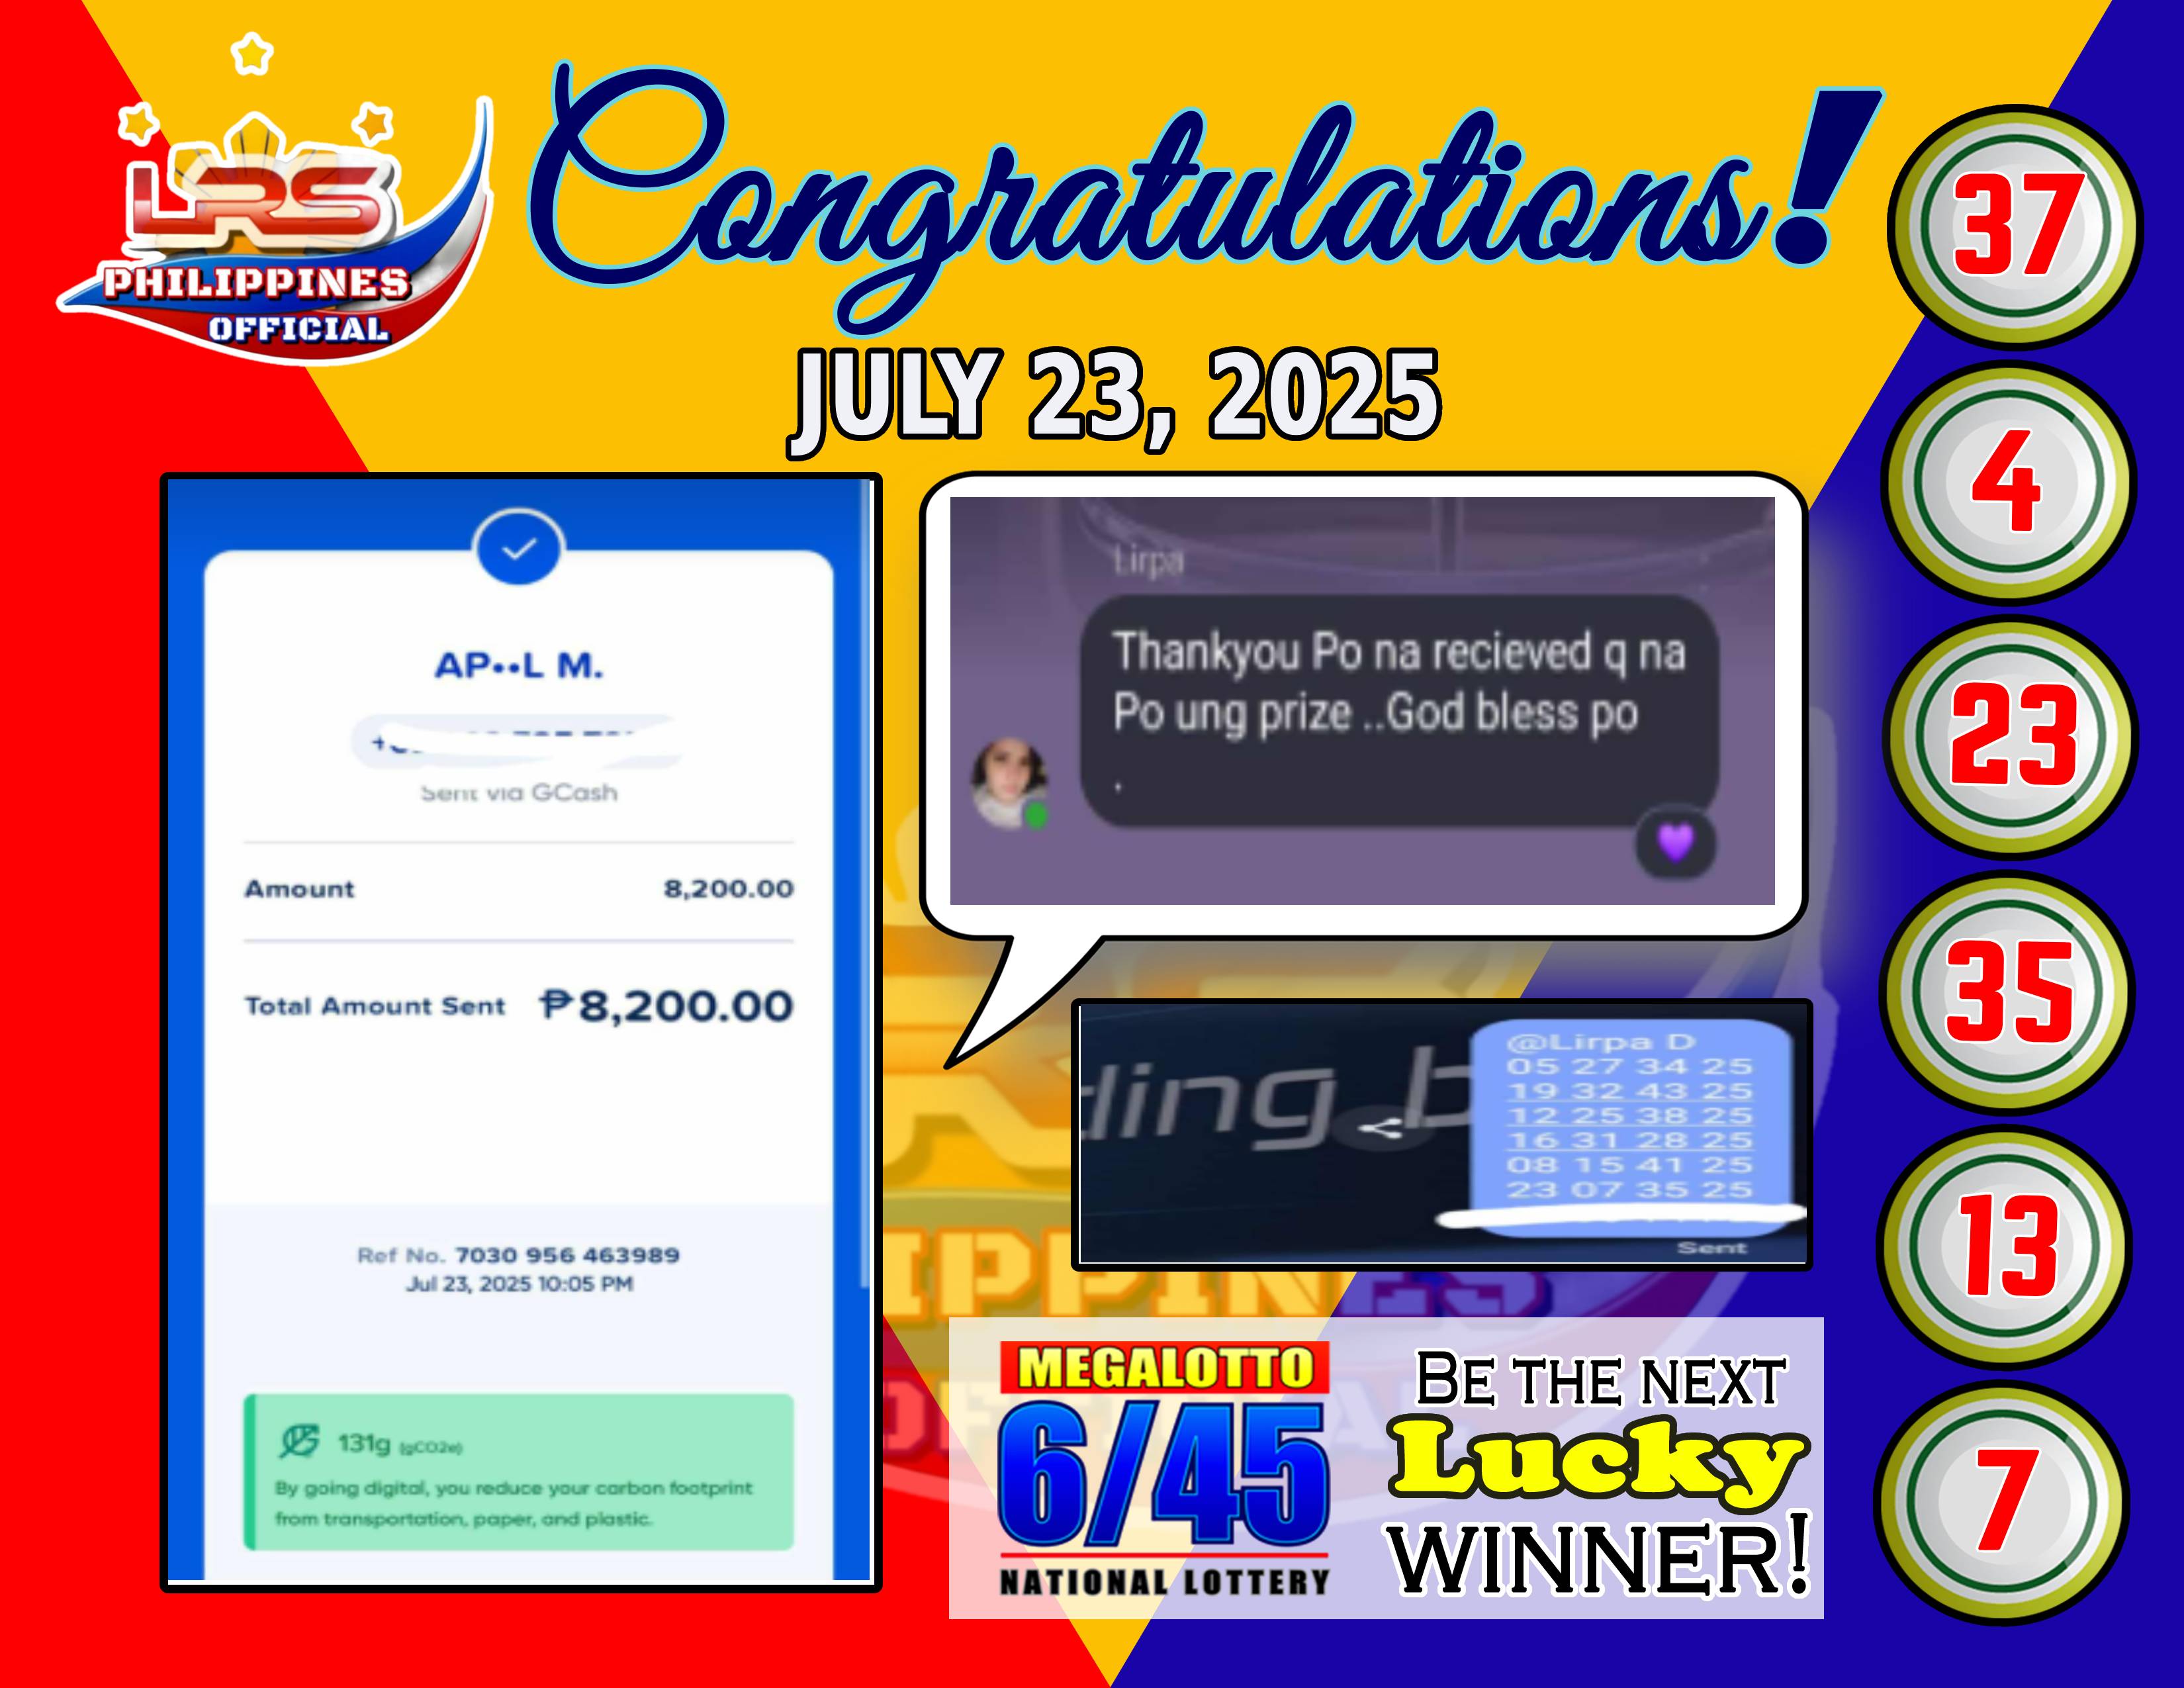 LRS
PHILIPPINES
OFFICIAL
Congratulations!
JULY 23, 2025
AP••L M.
Sent via GCash
Amount 8,200.00
Total Amount Sent ₱8,200.00
Ref No. 7030 956 463989
Jul 23, 2025 10:05 PM
131g (gCO2e)
By going digital, you reduce your carbon footprint
from transportation, paper, and plastic.
Lirpa
Thankyou Po na recieved q na
Po ung prize ..God bless po
.
ding b
@Lirpa D
05 27 34 25
19 32 43 25
12 25 38 25
16 31 28 25
08 15 41 25
23 07 35 25
Sent
MEGALOTTO
6/45
NATIONAL LOTTERY
BE THE NEXT
Lucky
WINNER!
37
4
23
35
13
7